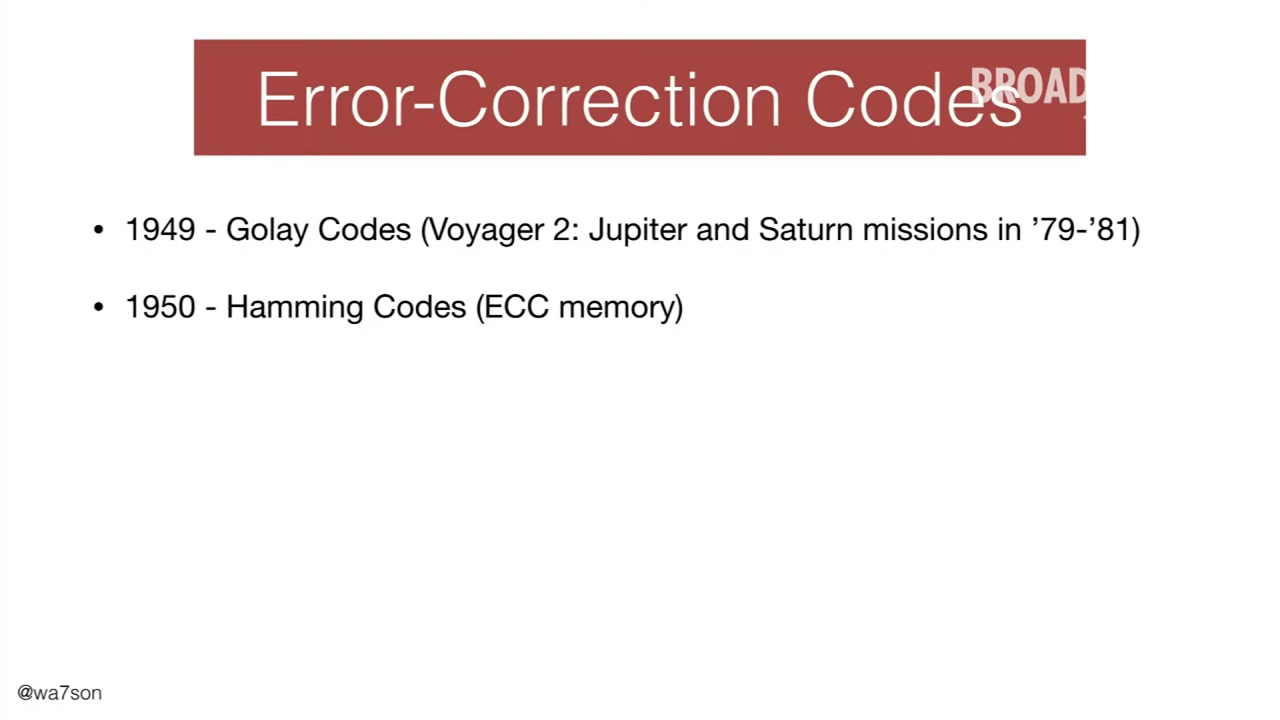 Error-Correction Codes
BROAD
• 1949 - Golay Codes (Voyager 2: Jupiter and Saturn missions in ’79-’81)
• 1950 - Hamming Codes (ECC memory)
@wa7son